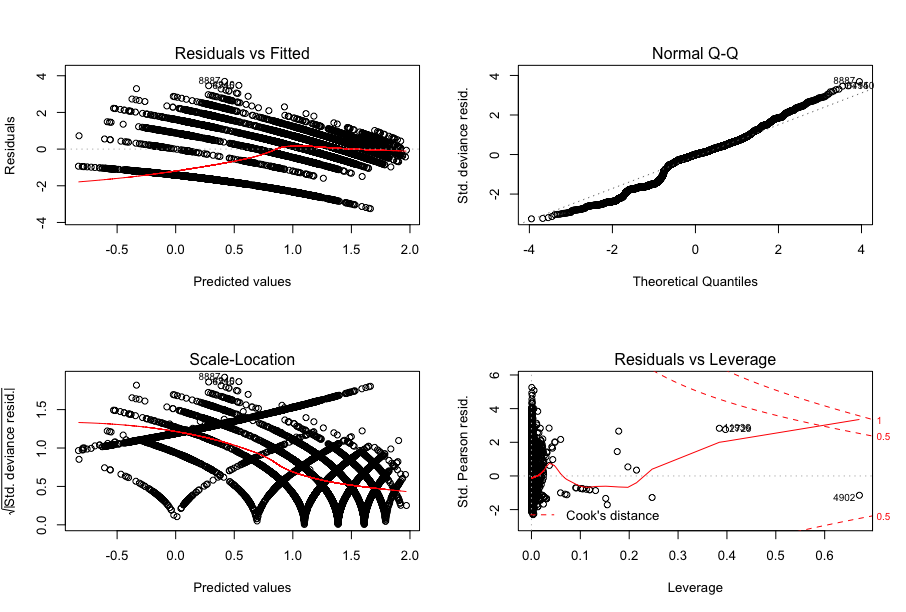 Residuals vs Fitted
Residuals
4
2
0
-2
-4
8887
-0.5 0.0 0.5 1.0 1.5 2.0
Predicted values
Normal Q-Q
Std. deviance resid.
4
2
0
-2
8887
-4 -2 0 2 4
Theoretical Quantiles
Scale-Location
√|Std. deviance resid.|
1.5
1.0
0.5
0.0
8887
-0.5 0.0 0.5 1.0 1.5 2.0
Predicted values
Residuals vs Leverage
Std. Pearson resid.
6
4
2
0
-2
4902
1
0.5
0.5
Cook's distance
0.0 0.1 0.2 0.3 0.4 0.5 0.6
Leverage